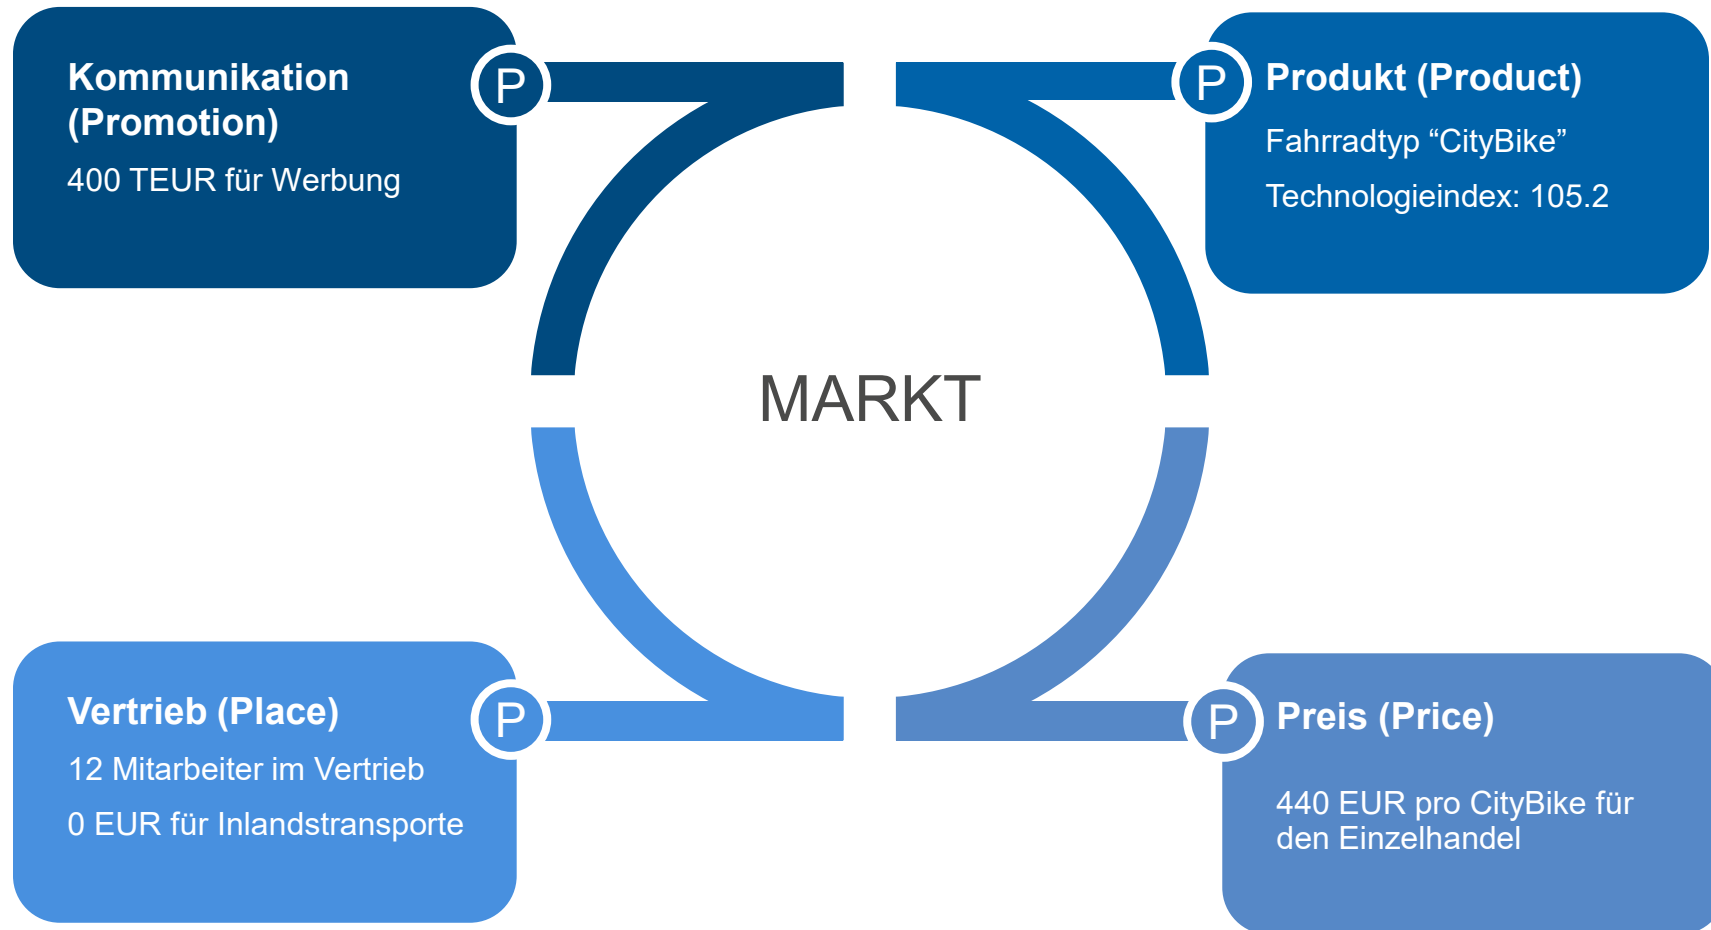 Kommunikation
(Promotion)
400 TEUR für Werbung
P
P
Produkt (Product)
Fahrradtyp “CityBike”
Technologieindex: 105.2
MARKT
Vertrieb (Place)
12 Mitarbeiter im Vertrieb
0 EUR für Inlandstransporte
P
P
Preis (Price)
440 EUR pro CityBike für
den Einzelhandel